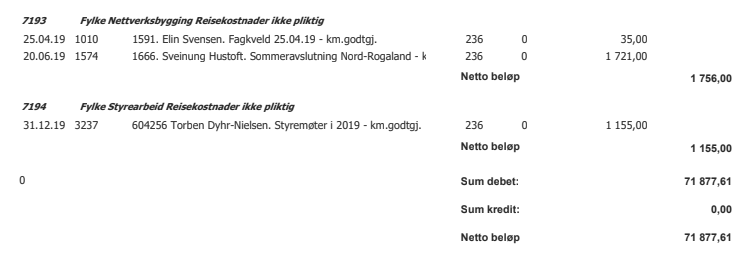 7193 Fylke Nettverksbygging Reisekostnader ikke pliktig
25.04.19 1010 1591. Elin Svensen. Fagkveld 25.04.19 - km.godtgj. 236 0 35,00
20.06.19 1574 1666. Sveinung Hustoft. Sommeravslutning Nord-Rogaland - k 236 0 1 721,00
Netto beløp 1 756,00
7194 Fylke Styrearbeid Reisekostnader ikke pliktig
31.12.19 3237 604256 Torben Dyhr-Nielsen. Styremøter i 2019 - km.godtgj. 236 0 1 155,00
Netto beløp 1 155,00
0 Sum debet: 71 877,61
Sum kredit: 0,00
Netto beløp 71 877,61